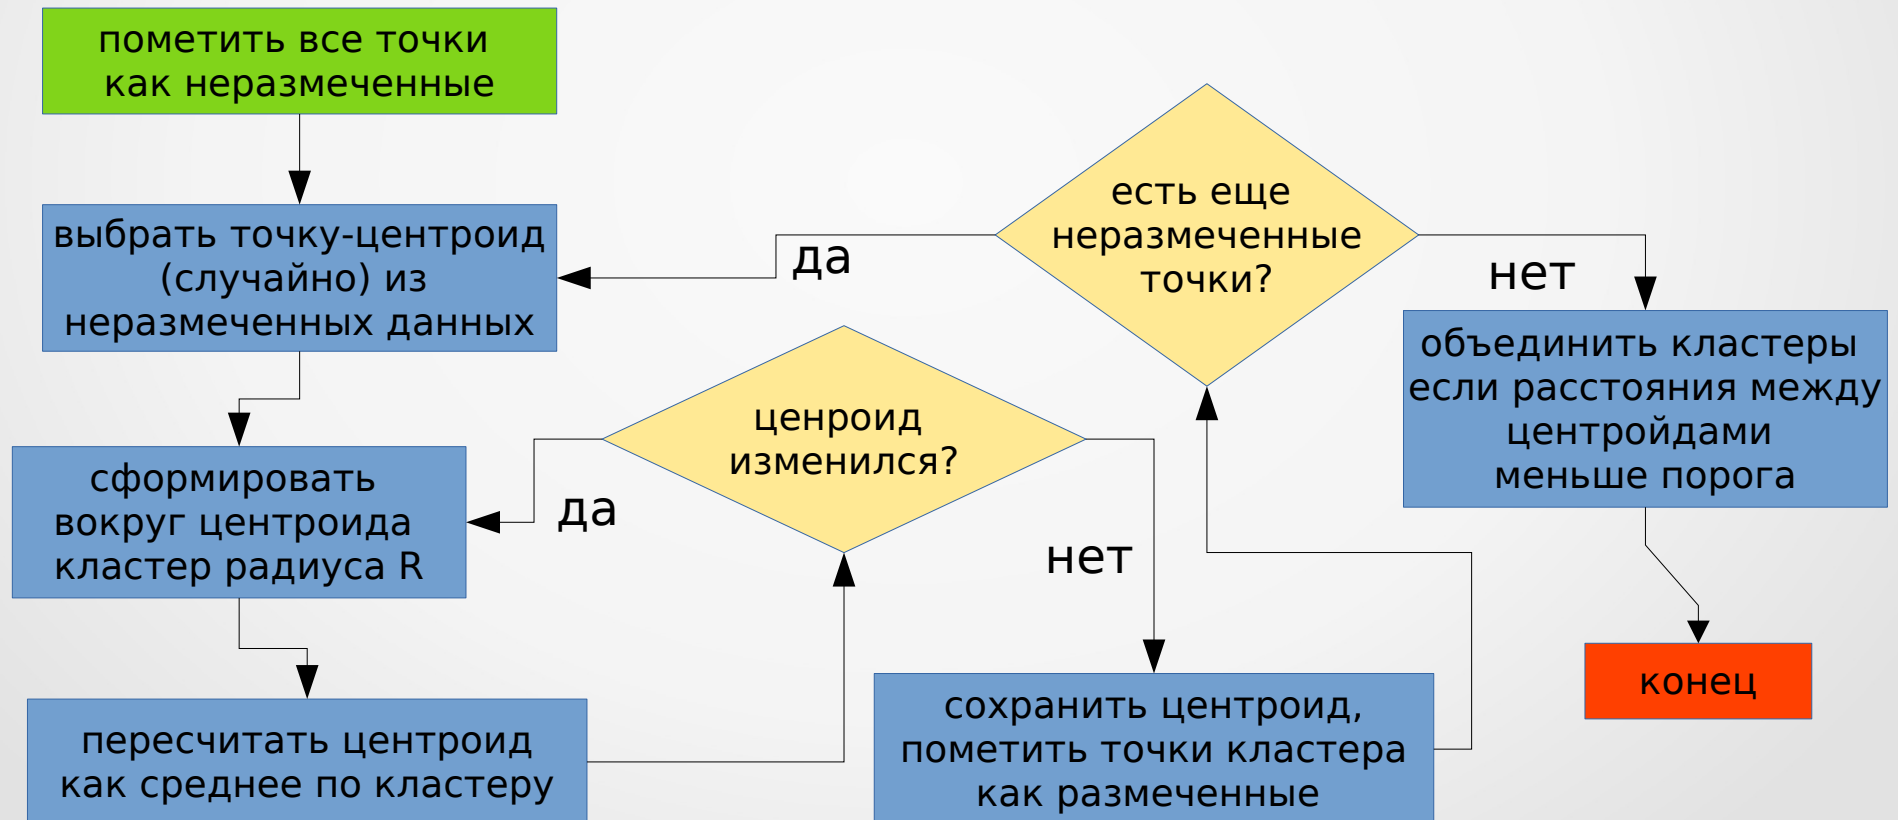 пометить все точки
как неразмеченные
выбрать точку-центроид
(случайно) из
неразмеченных данных
да
есть еще
неразмеченные
точки?
нет
объединить кластеры
если расстояния между
центройдами
меньше порога
ценроид
изменился?
да
нет
сформировать
вокруг центроида
кластер радиуса R
пересчитать центроид
как среднее по кластеру
сохранить центроид,
пометить точки кластера
как размеченные
конец